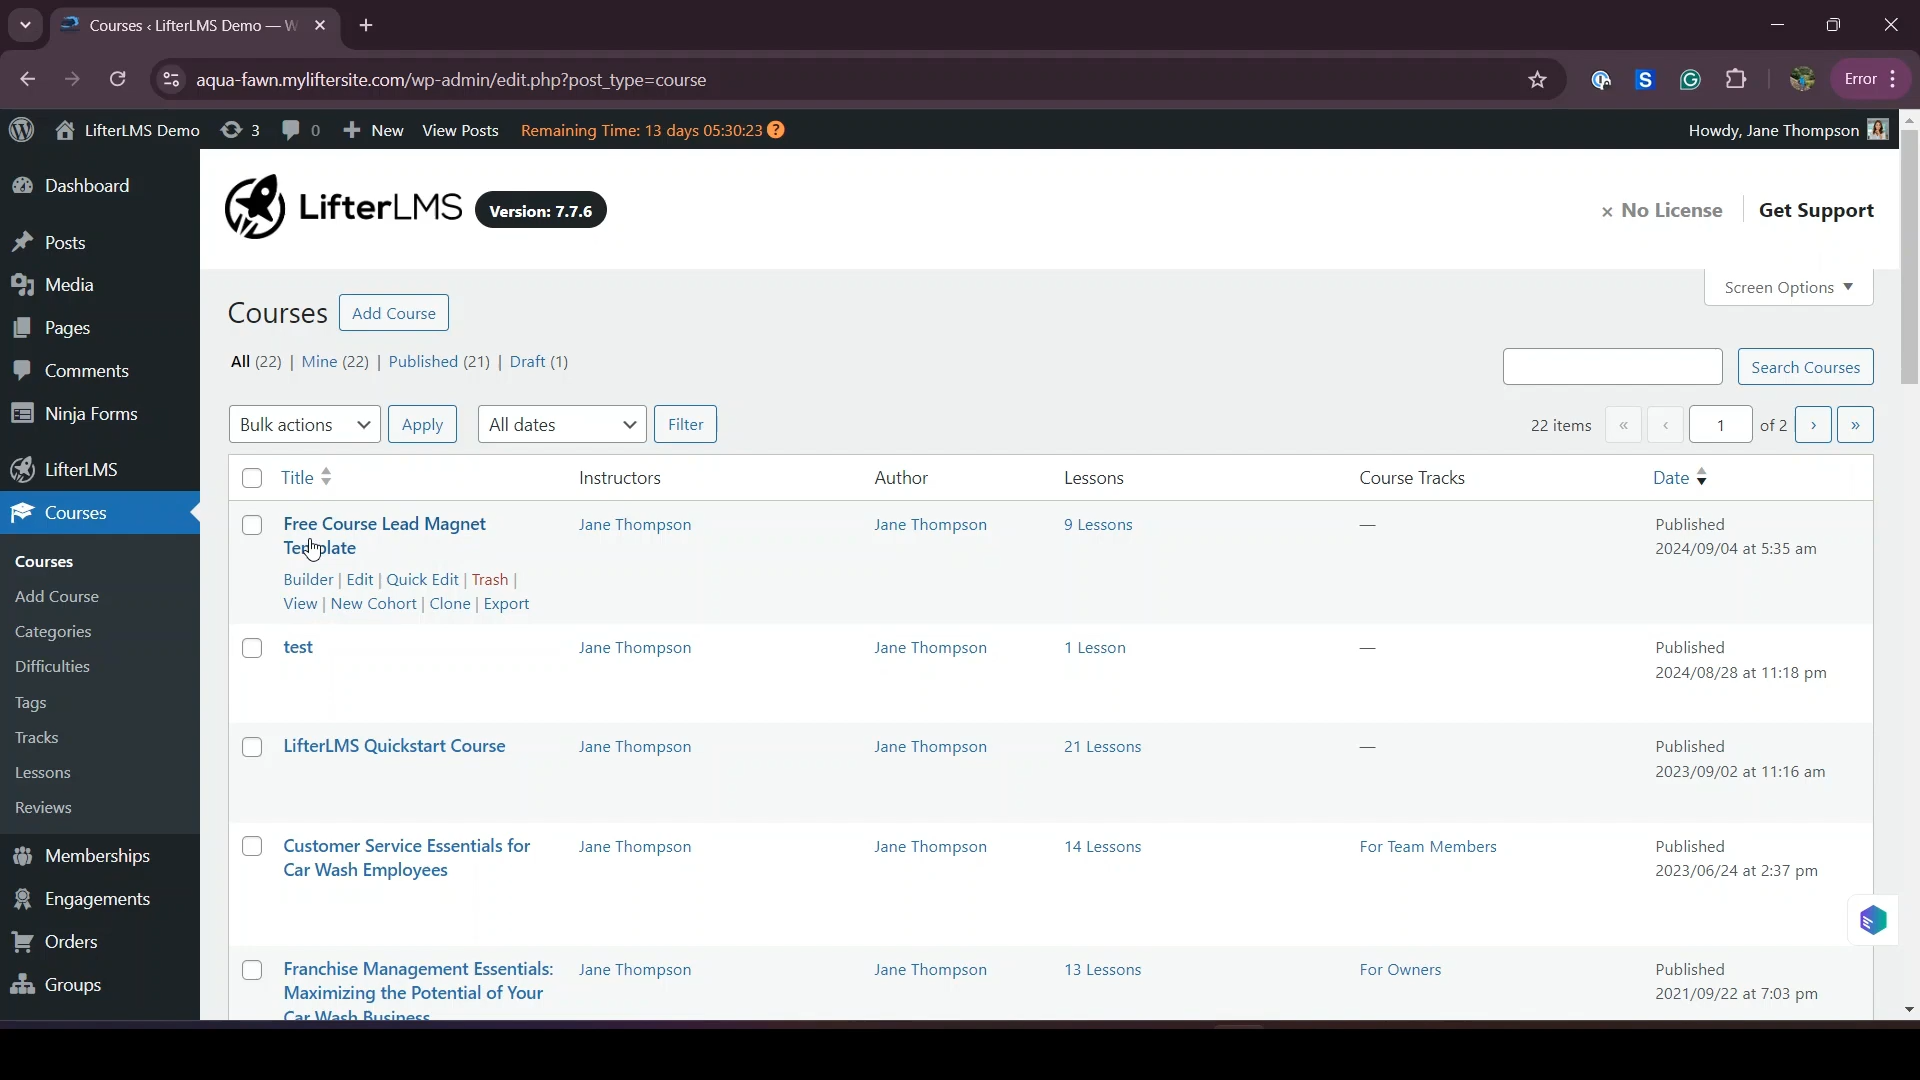 Courses ‹ LifterLMS Demo — W
aqua-fawn.myliftersite.com/wp-admin/edit.php?post_type=course
Error
LifterLMS Demo 3 0 New View Posts Remaining Time: 13 days 05:30:23 ?
Howdy, Jane Thompson
Dashboard
Posts
Media
Pages
Comments
Ninja Forms
LifterLMS
Courses
Courses
Add Course
Categories
Difficulties
Tags
Tracks
Lessons
Reviews
Memberships
Engagements
Orders
Groups
LifterLMS Version: 7.7.6
× No License Get Support
Screen Options
Courses Add Course
All (22) | Mine (22) | Published (21) | Draft (1)
Search Courses
Bulk actions Apply All dates Filter
22 items « ‹ 1 of 2 › »
Title Instructors Author Lessons Course Tracks Date
Free Course Lead Magnet Jane Thompson Jane Thompson 9 Lessons — Published
Template 2024/09/04 at 5:35 am
Builder | Edit | Quick Edit | Trash |
View | New Cohort | Clone | Export
test Jane Thompson Jane Thompson 1 Lesson — Published
2024/08/28 at 11:18 pm
LifterLMS Quickstart Course Jane Thompson Jane Thompson 21 Lessons — Published
2023/09/02 at 11:16 am
Customer Service Essentials for Jane Thompson Jane Thompson 14 Lessons For Team Members Published
Car Wash Employees 2023/06/24 at 2:37 pm
Franchise Management Essentials: Jane Thompson Jane Thompson 13 Lessons For Owners Published
Maximizing the Potential of Your 2021/09/22 at 7:03 pm
Car Wash Business